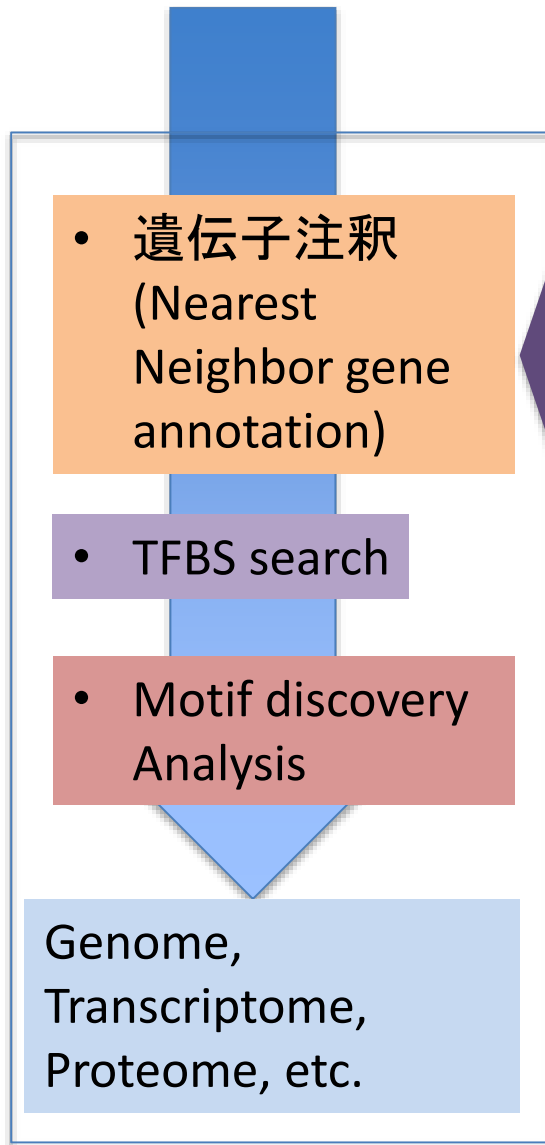 • 遺伝子注釈
(Nearest
Neighbor gene
annotation)
• TFBS search
• Motif discovery
Analysis
Genome,
Transcriptome,
Proteome, etc.